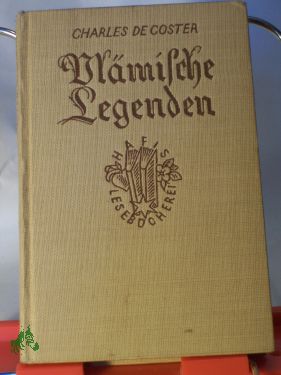 CHARLES DE COSTER
Vlämische
Legenden
HAFIS
LESEBÜCHEREI